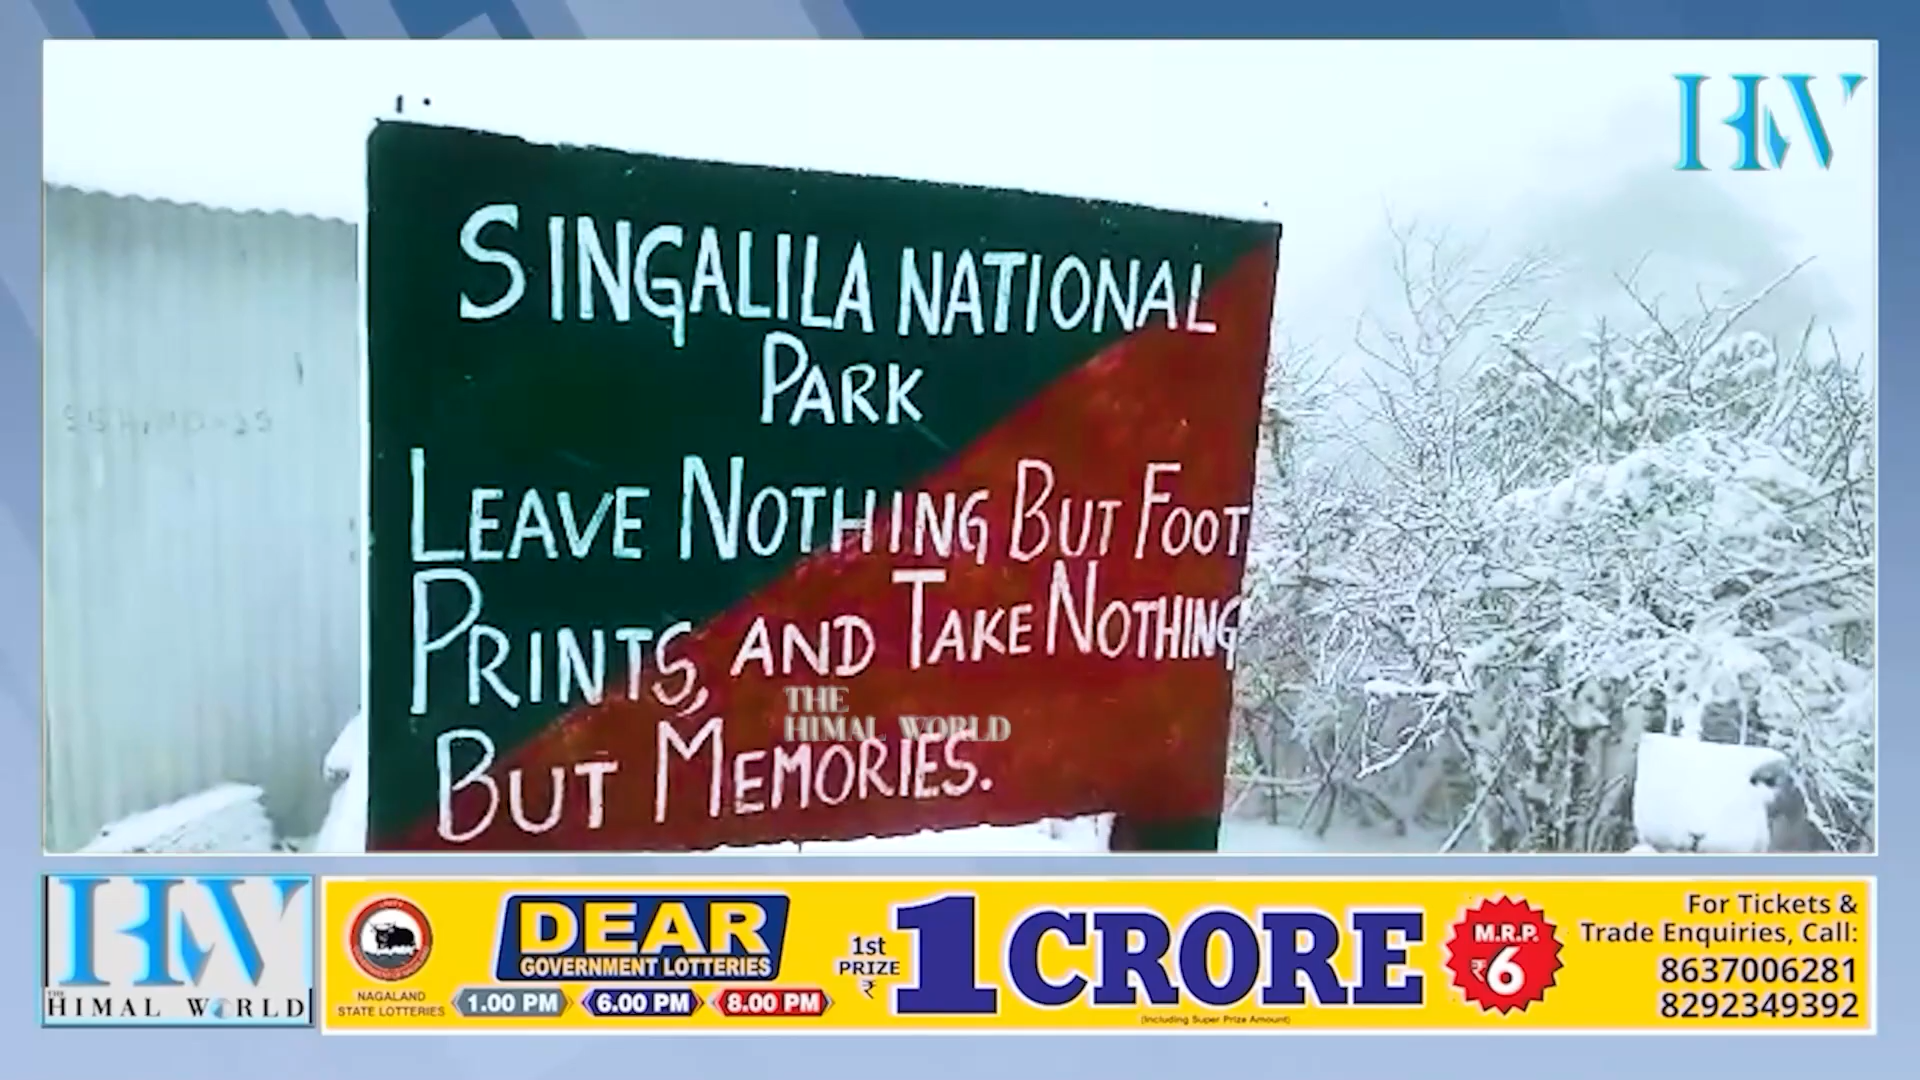 HW
SINGALILA NATIONAL
PARK
LEAVE NOTHING BUT FOOT
PRINTS, AND TAKE NOTHING
BUT MEMORIES.
THE
HIMAL WORLD
HW
THE
HIMAL WORLD
NAGALAND
STATE LOTTERIES
DEAR
GOVERNMENT LOTTERIES
1.00 PM
6.00 PM
8.00 PM
1st
PRIZE
₹
1 CRORE
(Including Super Prize Amount)
M.R.P.
₹6
For Tickets &
Trade Enquiries, Call:
8637006281
8292349392